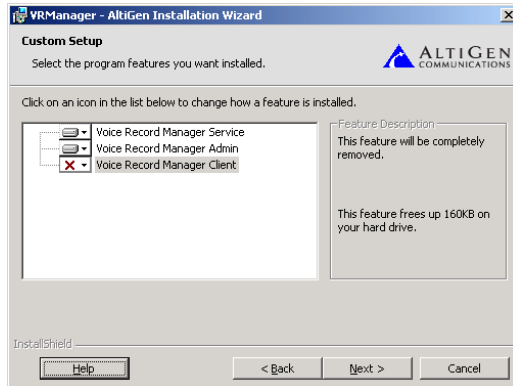 VRManager - AltiGen Installation Wizard
Custom Setup
Select the program features you want installed.
ALTIGEN
COMMUNICATIONS
Click on an icon in the list below to change how a feature is installed.
Voice Record Manager Service
Voice Record Manager Admin
Voice Record Manager Client
Feature Description
This feature will be completely
removed.
This feature frees up 160KB on
your hard drive.
InstallShield
Help
< Back
Next >
Cancel